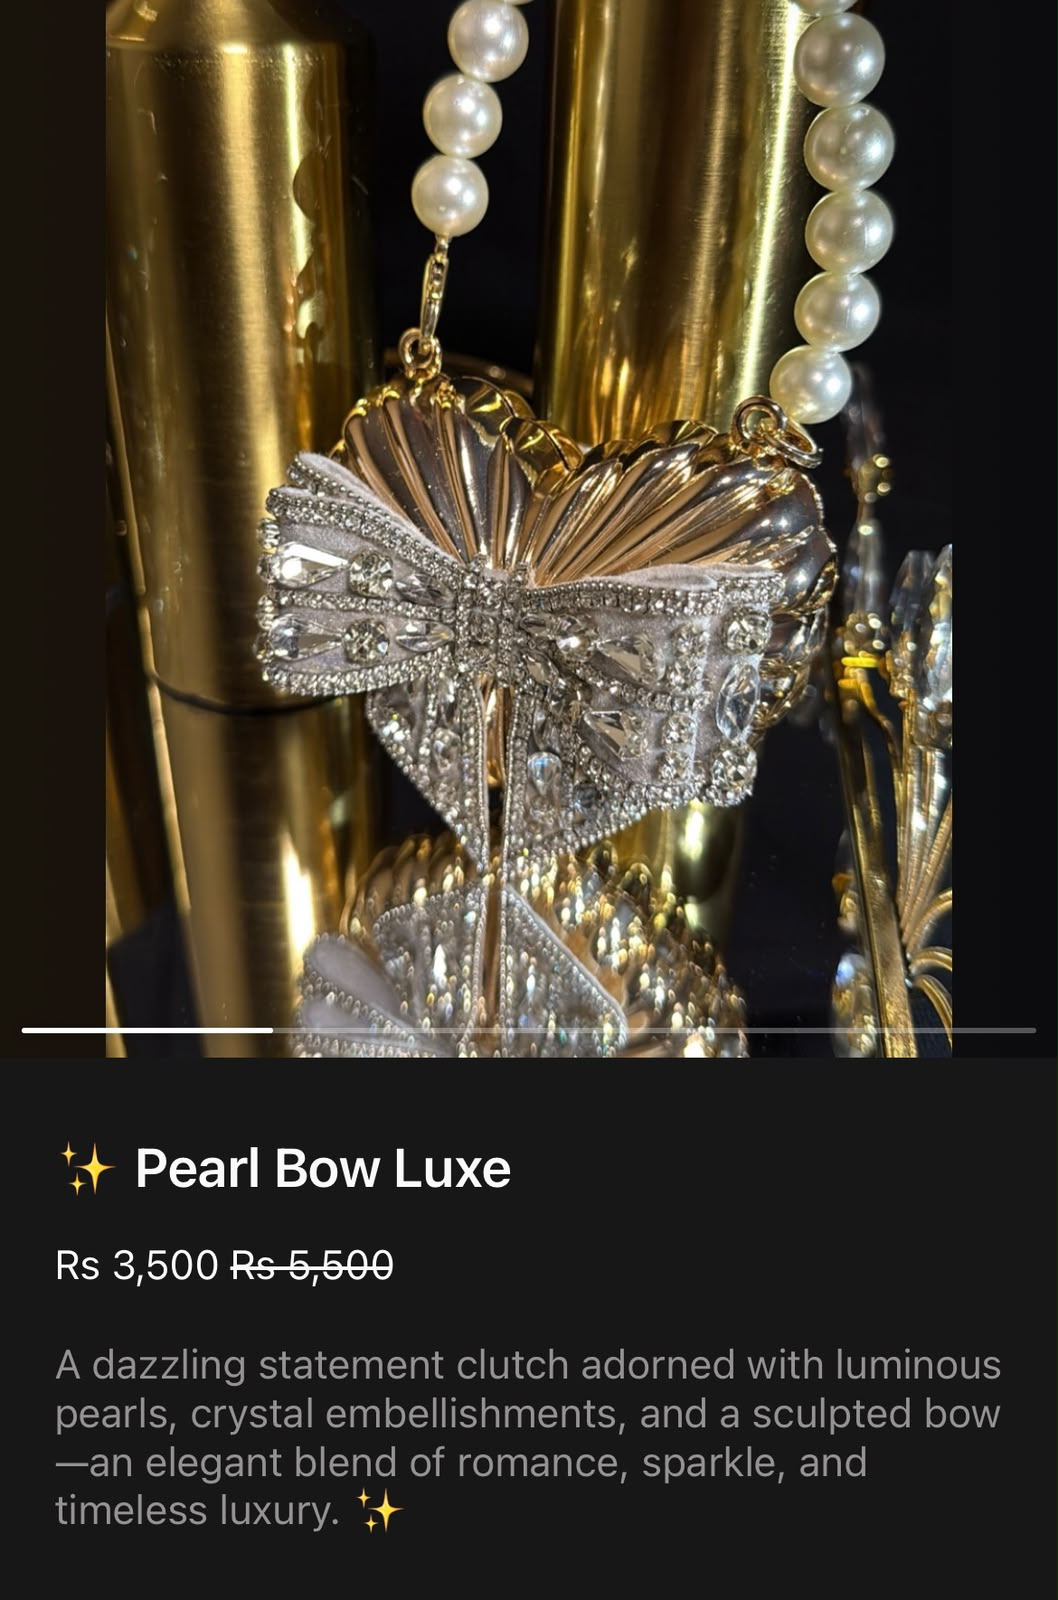 ✨ Pearl Bow Luxe
Rs 3,500 Rs 5,500
A dazzling statement clutch adorned with luminous
pearls, crystal embellishments, and a sculpted bow
—an elegant blend of romance, sparkle, and
timeless luxury. ✨